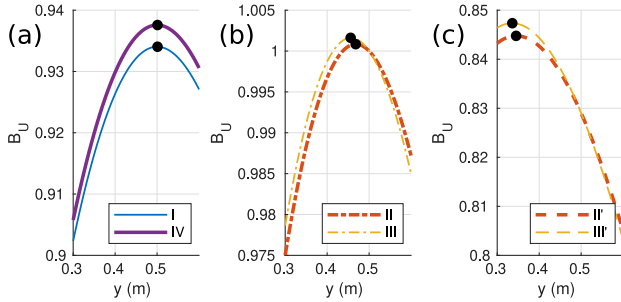 (a)
0.94
0.93
0.92
0.91
0.9
B_U
0.3 0.4 0.5
y (m)
I
IV
(b)
1.005
1
0.995
0.99
0.985
0.98
0.975
B_U
0.3 0.4 0.5
y (m)
II
III
(c)
0.85
0.84
0.83
0.82
0.81
0.8
B_U
0.3 0.4 0.5
y (m)
II'
III'